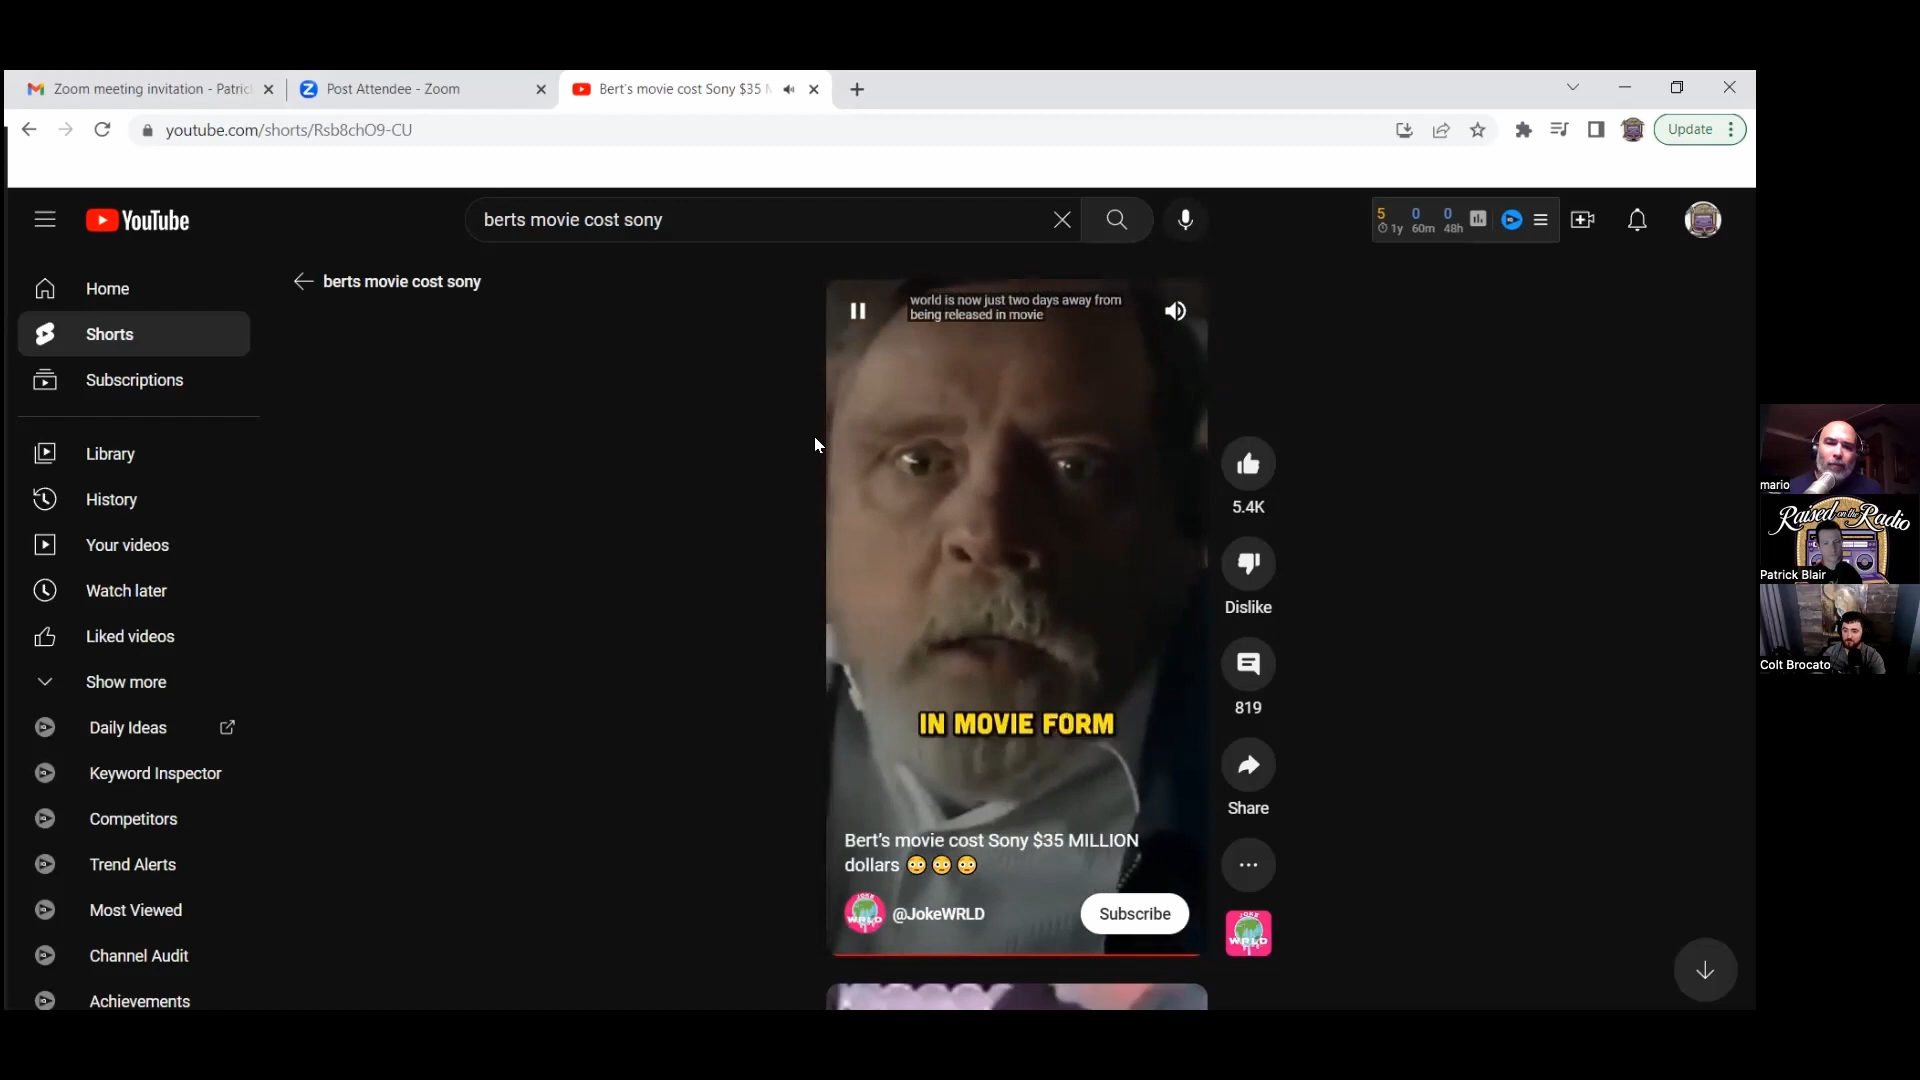 Zoom meeting invitation - Patric
Post Attendee - Zoom
Bert's movie cost Sony $35 M
youtube.com/shorts/Rsb8chO9-CU
Update
YouTube
berts movie cost sony
5 0 0
1y 60m 48h
Home
Shorts
Subscriptions
Library
History
Your videos
Watch later
Liked videos
Show more
Daily Ideas
Keyword Inspector
Competitors
Trend Alerts
Most Viewed
Channel Audit
Achievements
berts movie cost sony
world is now just two days away from
being released in movie
IN MOVIE FORM
Bert's movie cost Sony $35 MILLION
dollars 😳 😳 😳
JOKE
WRLD
@JokeWRLD
Subscribe
5.4K
Dislike
819
Share
JOKE
WRLD
mario
Raised on the Radio
Patrick Blair
Colt Brocato